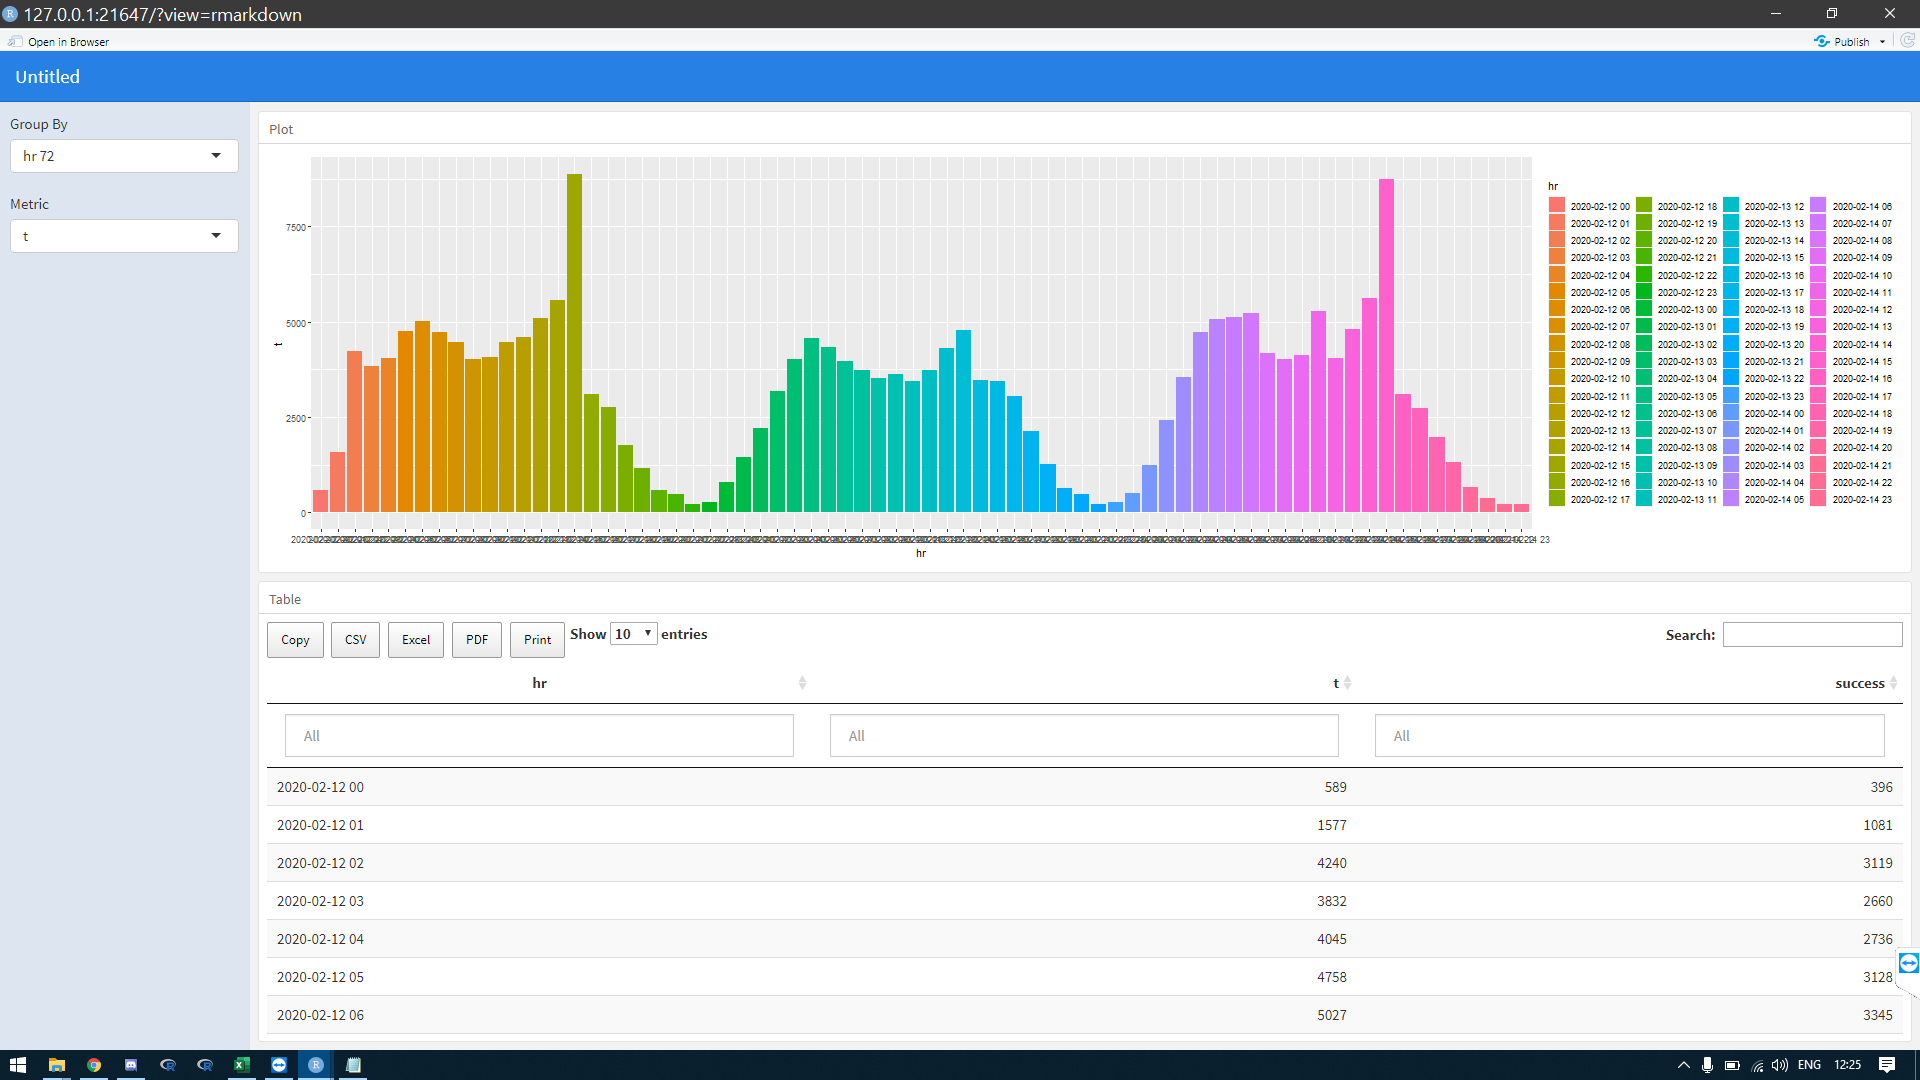 127.0.0.1:21647/?view=rmarkdown
Open in Browser
Publish
Untitled
Group By
hr 72
Metric
t
Plot
7500
5000
2500
0
t
hr
hr
2020-02-12 00 2020-02-12 18 2020-02-13 12 2020-02-14 06
2020-02-12 01 2020-02-12 19 2020-02-13 13 2020-02-14 07
2020-02-12 02 2020-02-12 20 2020-02-13 14 2020-02-14 08
2020-02-12 03 2020-02-12 21 2020-02-13 15 2020-02-14 09
2020-02-12 04 2020-02-12 22 2020-02-13 16 2020-02-14 10
2020-02-12 05 2020-02-12 23 2020-02-13 17 2020-02-14 11
2020-02-12 06 2020-02-13 00 2020-02-13 18 2020-02-14 12
2020-02-12 07 2020-02-13 01 2020-02-13 19 2020-02-14 13
2020-02-12 08 2020-02-13 02 2020-02-13 20 2020-02-14 14
2020-02-12 09 2020-02-13 03 2020-02-13 21 2020-02-14 15
2020-02-12 10 2020-02-13 04 2020-02-13 22 2020-02-14 16
2020-02-12 11 2020-02-13 05 2020-02-13 23 2020-02-14 17
2020-02-12 12 2020-02-13 06 2020-02-14 00 2020-02-14 18
2020-02-12 13 2020-02-13 07 2020-02-14 01 2020-02-14 19
2020-02-12 14 2020-02-13 08 2020-02-14 02 2020-02-14 20
2020-02-12 15 2020-02-13 09 2020-02-14 03 2020-02-14 21
2020-02-12 16 2020-02-13 10 2020-02-14 04 2020-02-14 22
2020-02-12 17 2020-02-13 11 2020-02-14 05 2020-02-14 23
Table
Copy CSV Excel PDF Print Show 10 entries Search:
hr t success
All All All
2020-02-12 00 589 396
2020-02-12 01 1577 1081
2020-02-12 02 4240 3119
2020-02-12 03 3832 2660
2020-02-12 04 4045 2736
2020-02-12 05 4758 3128
2020-02-12 06 5027 3345
ENG 12:25